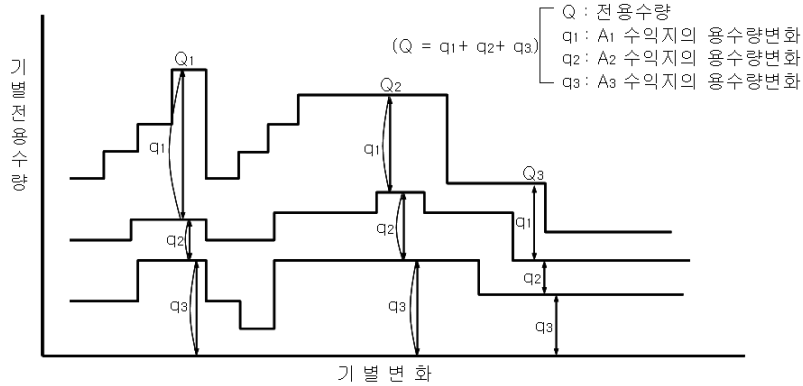 Q : 전용수량
(Q = q1+ q2+ q3)
q1 : A1 수익지의 용수량변화
q2 : A2 수익지의 용수량변화
q3 : A3 수익지의 용수량변화
기별전용수량
Q1
Q2
Q3
q1
q1
q1
q2
q2
q2
q3
q3
q3
기별변화